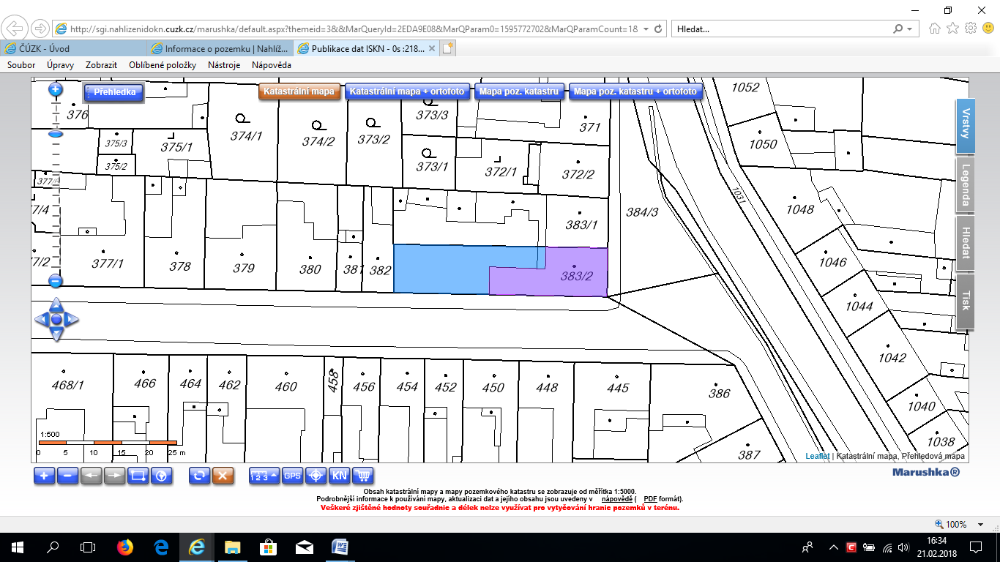 http://sgi.nahlizenidokn.cuzk.cz/marushka/default.aspx?themeid=3&&MarQueryId=2EDA9E08&MarQParam0=1595772702&MarQParamCount=1& Hledat...
ČÚZK - Úvod Informace o pozemku | Nahlíž... Publikace dat ISKN - 0s :218...
Soubor Úpravy Zobrazit Oblíbené položky Nástroje Nápověda
Přehledka Katastrální mapa Katastrální mapa + ortofoto Mapa poz. katastru Mapa poz. katastru + ortofoto
1052
376 374/1 374/2 373/2 373/3 371
375/3 375/1 1050
375/2 373/1 372/1 372/2
Vrstvy
Legenda
Hledat
Tisk
1031
7/4 383/1 384/3 1048
7/2 377/1 378 379 380 381 382 383/2 1046
1044
1042
468/1 466 464 462 460 458 456 454 452 450 448 445 386
1040
1038
387
1:500
0 5 10 15 20 25 m
Leaflet | Katastrální mapa, Přehledová mapa
1 2 3 GPS KN
Marushka®
Obsah katastrální mapy a mapy pozemkového katastru se zobrazuje od měřítka 1:5000.
Podrobnější informace k používání mapy, aktualizaci dat a jejího obsahu jsou uvedeny v nápovědě ( PDF formát).
Veškeré zjištěné hodnoty souřadnic a délek nelze využívat pro vytyčování hranic pozemků v terénu.
100%
16:34
21.02.2018